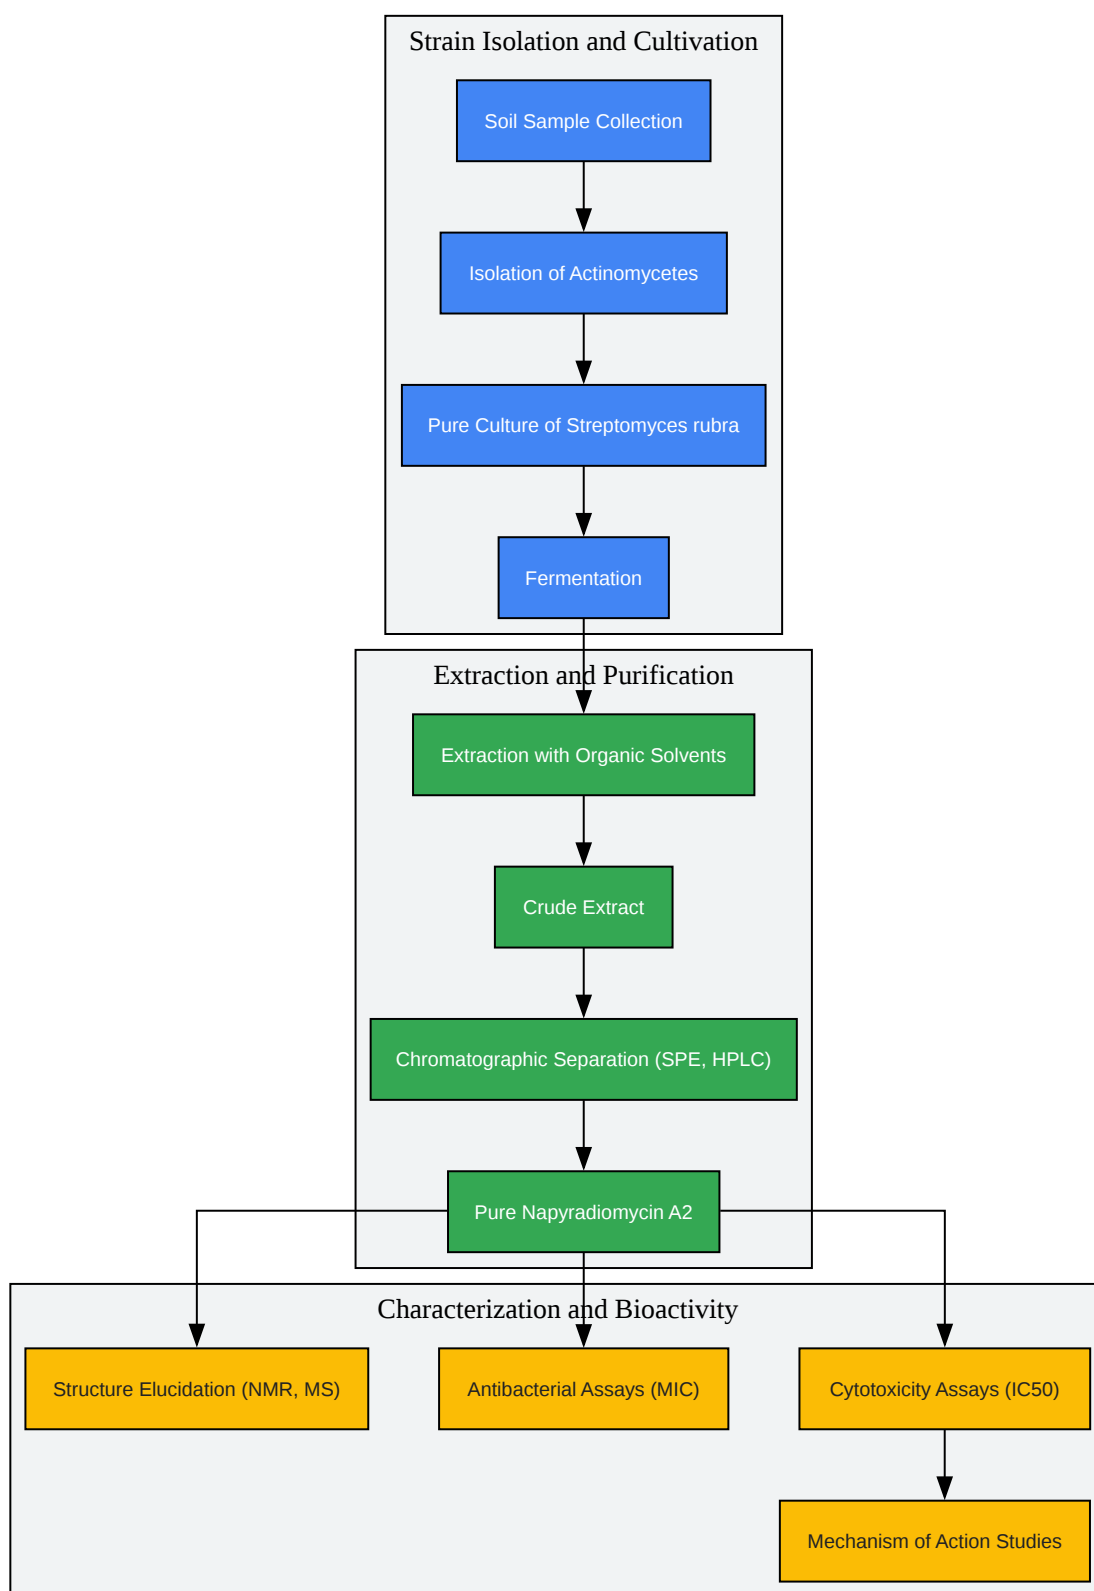 Strain Isolation and Cultivation
Soil Sample Collection
Isolation of Actinomycetes
Pure Culture of Streptomyces rubra
Fermentation
Extraction and Purification
Extraction with Organic Solvents
Crude Extract
Chromatographic Separation (SPE, HPLC)
Pure Napyradiomycin A2
Characterization and Bioactivity
Structure Elucidation (NMR, MS)
Antibacterial Assays (MIC)
Cytotoxicity Assays (IC50)
Mechanism of Action Studies